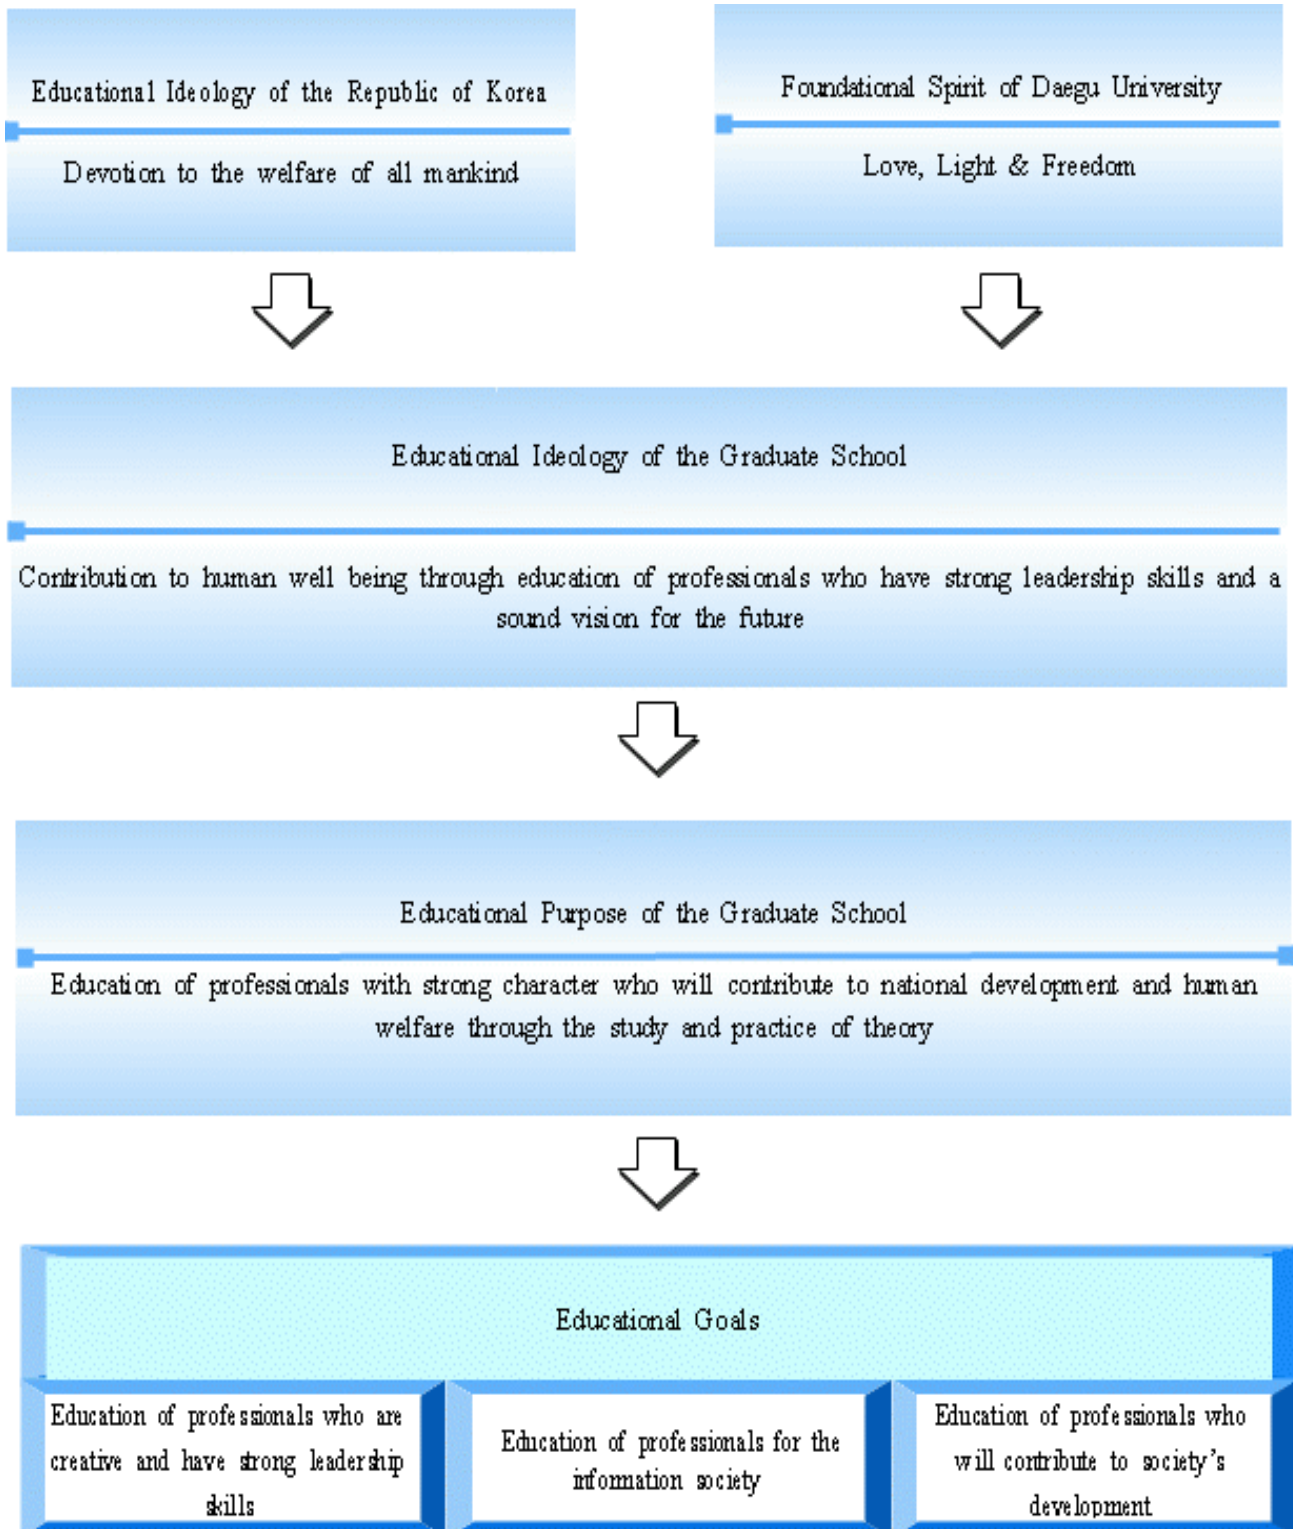 Educational Ideology of the Republic of Korea
Devotion to the welfare of all mankind
Foundational Spirit of Daegu University
Love, Light & Freedom
Educational Ideology of the Graduate School
Contribution to human well being through education of professionals who have strong leadership skills and a
sound vision for the future
Educational Purpose of the Graduate School
Education of professionals with strong character who will contribute to national development and human
welfare through the study and practice of theory
Educational Goals
Education of professionals who are
creative and have strong leadership
skills
Education of professionals for the
information society
Education of professionals who
will contribute to society's
development